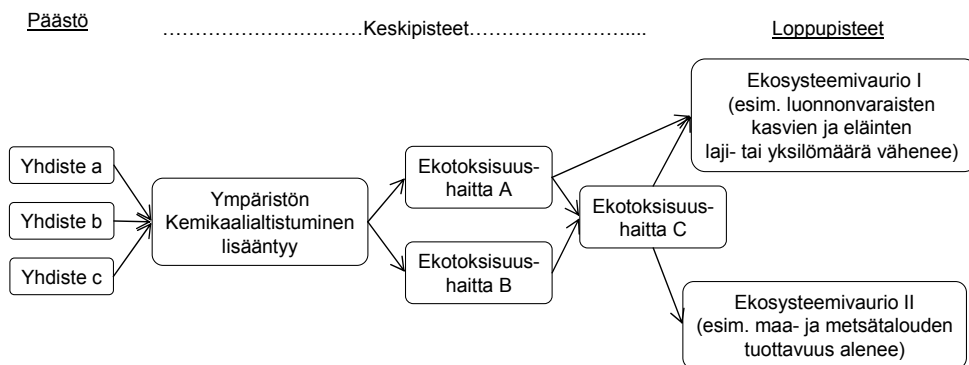 Päästö
……………………..……Keskipisteet…………………….....
Loppupisteet
Yhdiste a
Yhdiste b
Yhdiste c
Ympäristön
Kemikaalialtistuminen
lisääntyy
Ekotoksisuus-
haitta A
Ekotoksisuus-
haitta B
Ekotoksisuus-
haitta C
Ekosysteemivaurio I
(esim. luonnonvaraisten
kasvien ja eläinten
laji- tai yksilömäärä vähenee)
Ekosysteemivaurio II
(esim. maa- ja metsätalouden
tuottavuus alenee)